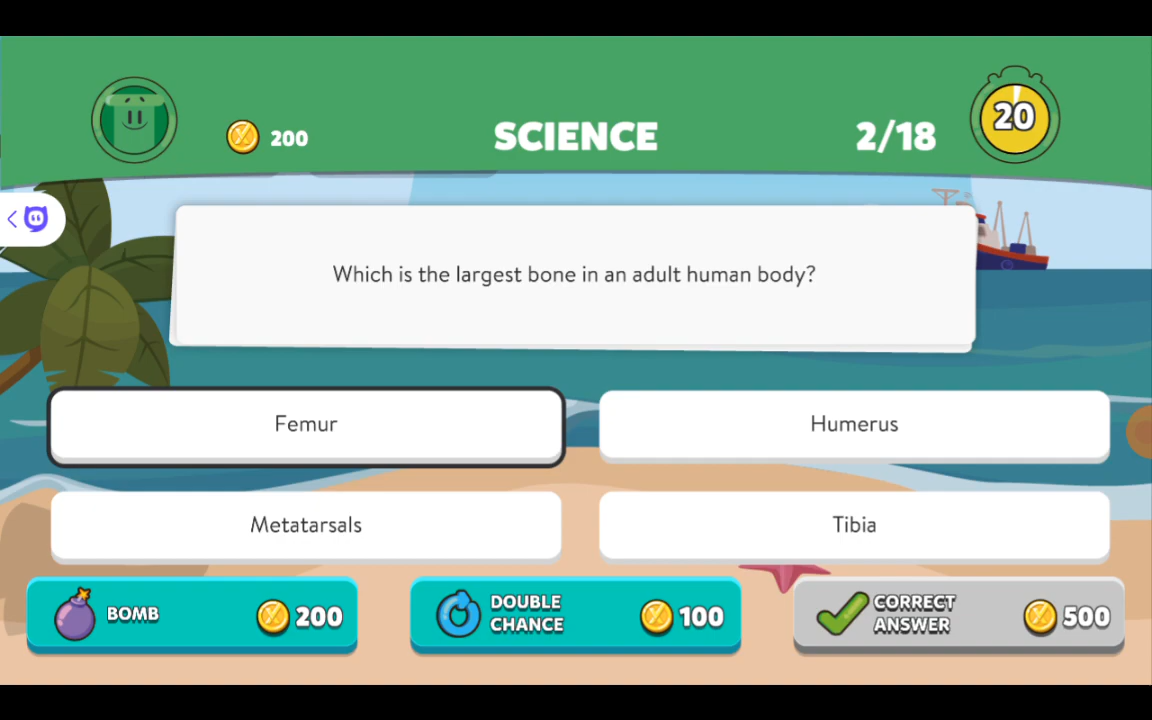 200
SCIENCE
2/18
20
Which is the largest bone in an adult human body?
Femur
Humerus
Metatarsals
Tibia
BOMB
200
DOUBLE
CHANCE
100
CORRECT
ANSWER
500